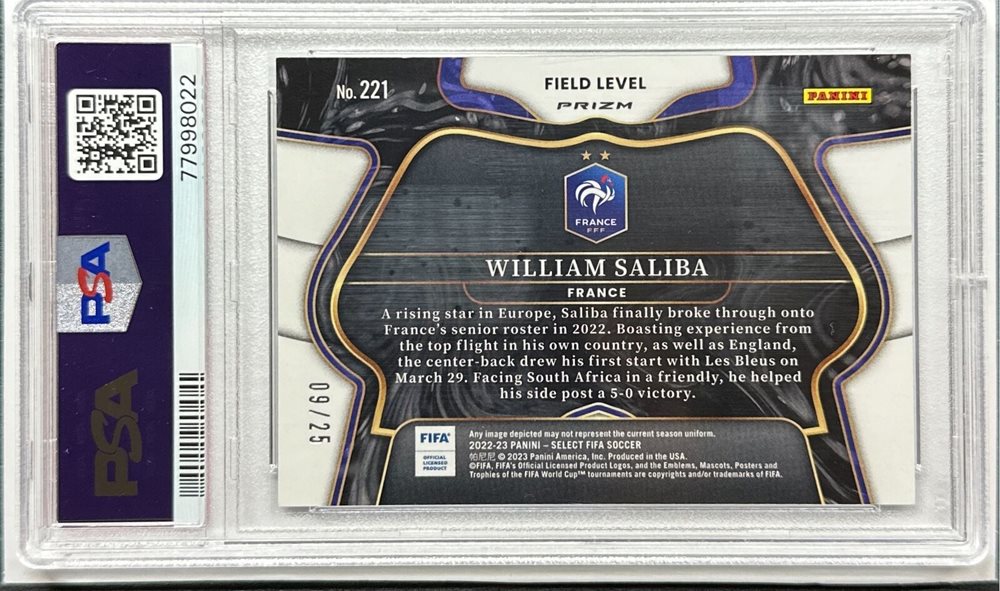 77998022
PSA
PSA
No. 221
FIELD LEVEL
PRIZM
PANINI
FRANCE
FFF
WILLIAM SALIBA
FRANCE
A rising star in Europe, Saliba finally broke through onto
France's senior roster in 2022. Boasting experience from
the top flight in his own country, as well as England,
the center-back drew his first start with Les Bleus on
March 29. Facing South Africa in a friendly, he helped
his side post a 5-0 victory.
09/25
FIFA®
OFFICIAL
LICENSED
PRODUCT
Any image depicted may not represent the current season uniform.
2022-23 PANINI – SELECT FIFA SOCCER
帕尼尼 © 2023 Panini America, Inc. Produced in the USA.
©FIFA, FIFA's Official Licensed Product Logos, and the Emblems, Mascots, Posters and
Trophies of the FIFA World Cup™ tournaments are copyrights and/or trademarks of FIFA.